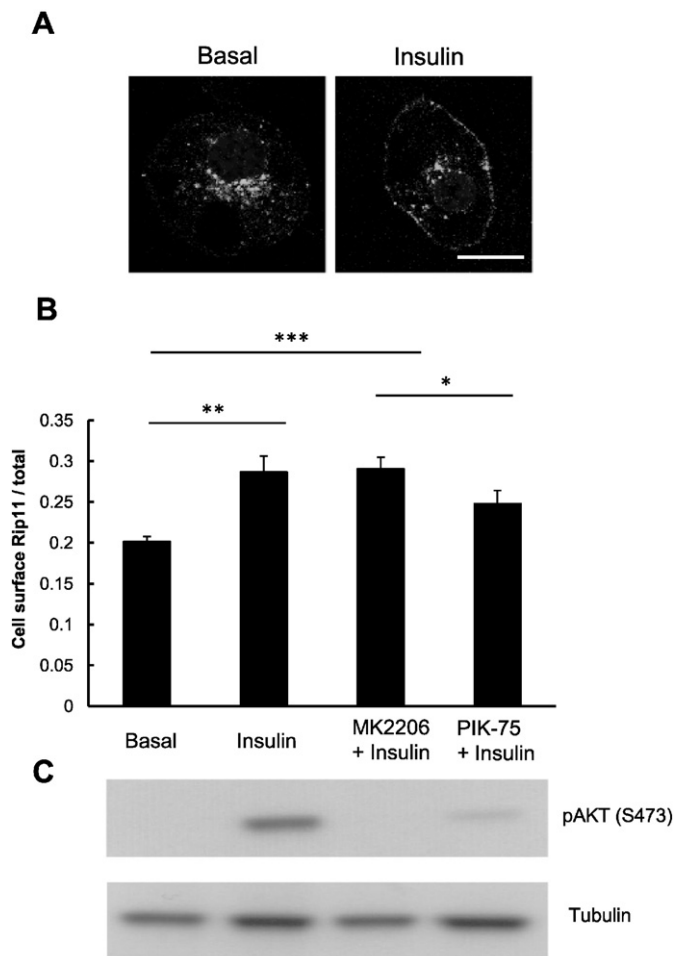 A
Basal Insulin
B
***
** *
Cell surface Rip11 / total
0.35
0.3
0.25
0.2
0.15
0.1
0.05
0
Basal Insulin MK2206 PIK-75
+ Insulin + Insulin
C
pAKT (S473)
Tubulin